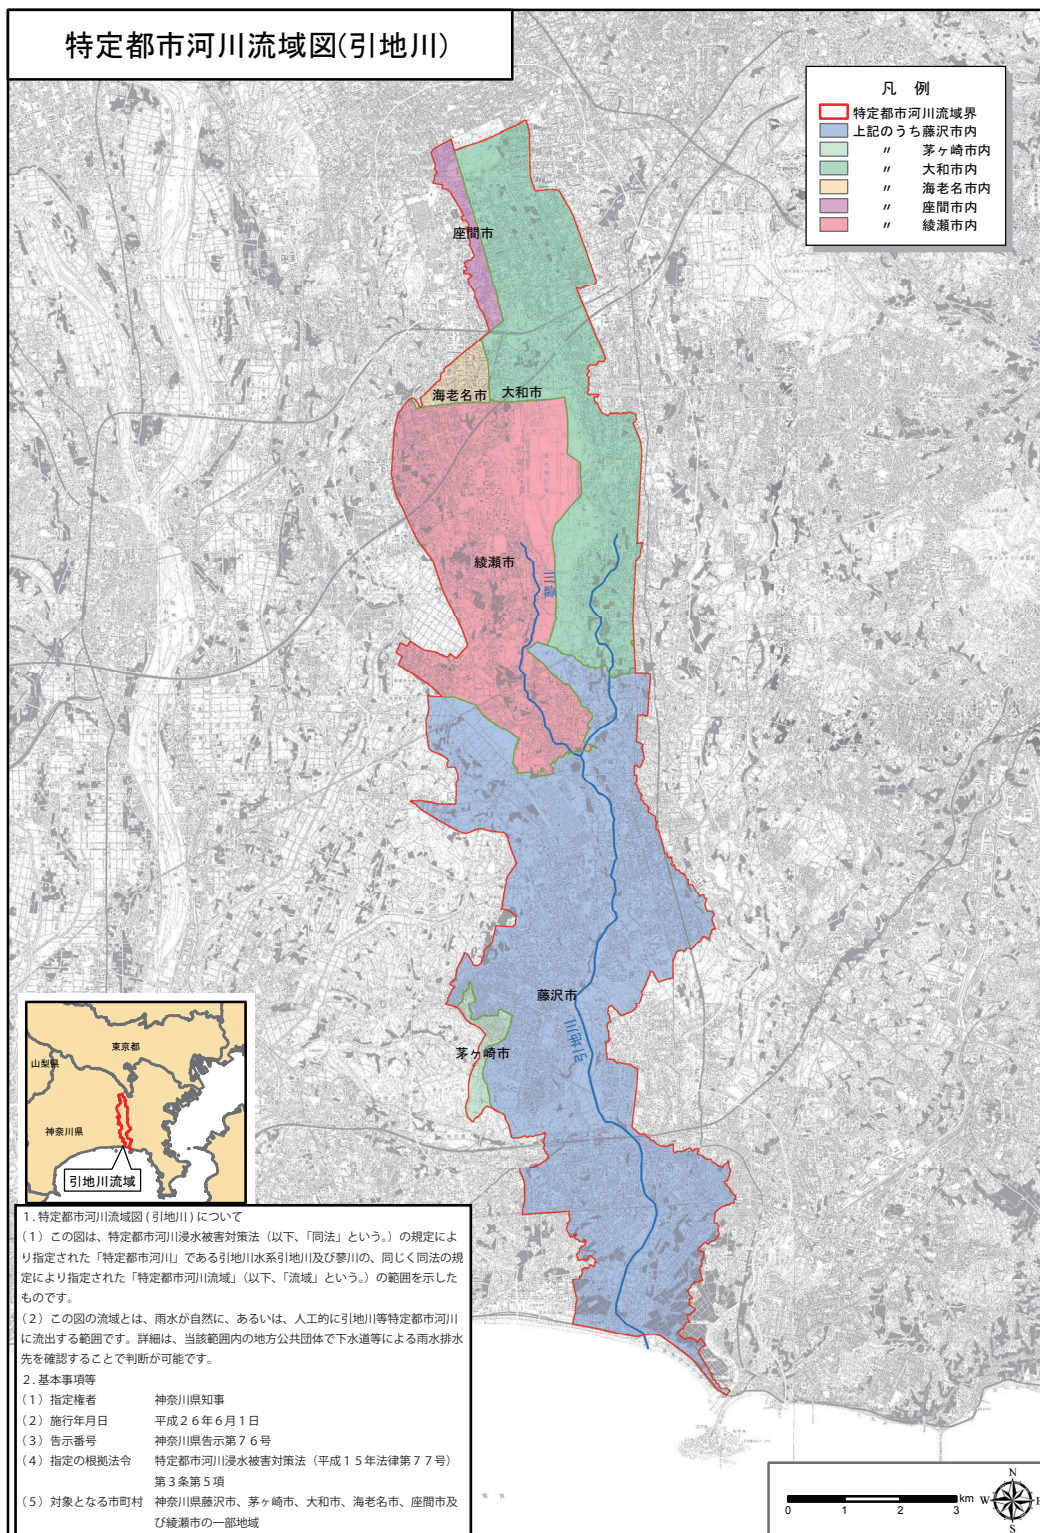 特定都市河川流域図(引地川)
凡 例
特定都市河川流域界
上記のうち藤沢市内
〃 茅ヶ崎市内
〃 大和市内
〃 海老名市内
〃 座間市内
〃 綾瀬市内
座間市
海老名市
大和市
綾瀬市
蓼川
藤沢市
引地川
茅ヶ崎市
東京都
山梨県
神奈川県
引地川流域
1.特定都市河川流域図(引地川)について
(1)この図は、特定都市河川浸水被害対策法(以下、「同法」という。)の規定によ
り指定された「特定都市河川」である引地川水系引地川及び蓼川の、同じく同法の規
定により指定された「特定都市河川流域」(以下、「流域」という。)の範囲を示した
ものです。
(2)この図の流域とは、雨水が自然に、あるいは、人工的に引地川等特定都市河川
に流出する範囲です。詳細は、当該範囲内の地方公共団体で下水道等による雨水排水
先を確認することで判断が可能です。
2.基本事項等
(1)指定権者 神奈川県知事
(2)施行年月日 平成26年6月1日
(3)告示番号 神奈川県告示第76号
(4)指定の根拠法令 特定都市河川浸水被害対策法(平成15年法律第77号)
第3条第5項
(5)対象となる市町村 神奈川県藤沢市、茅ヶ崎市、大和市、海老名市、座間市及
び綾瀬市の一部地域
0 1 2 3 km
N
W E
S